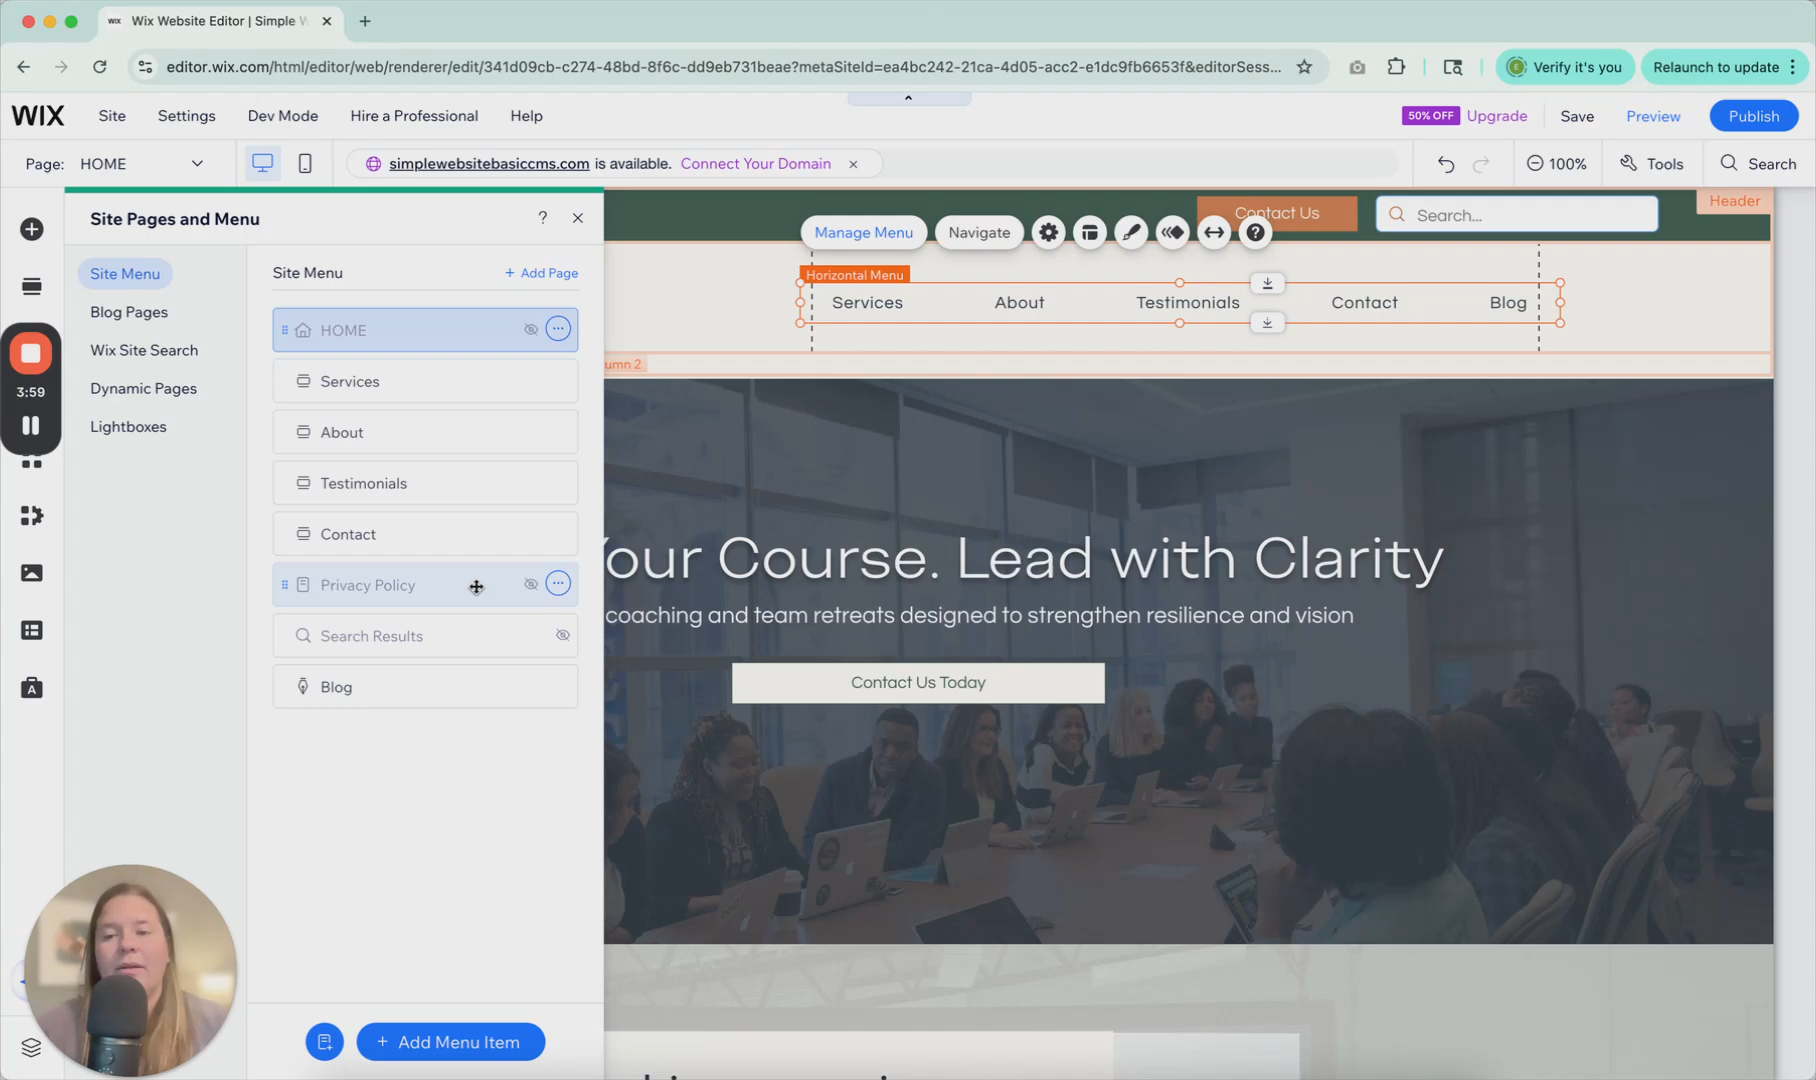 WIX Wix Website Editor | Simple W
editor.wix.com/html/editor/web/renderer/edit/341d09cb-c274-48bd-8f6c-dd9eb731beae?metaSiteId=ea4bc242-21ca-4d05-acc2-e1dc9fb6653f&editorSess...
Verify it's you
Relaunch to update
WIX
Site
Settings
Dev Mode
Hire a Professional
Help
50% OFF
Upgrade
Save
Preview
Publish
Page: HOME
simplewebsitebasiccms.com is available. Connect Your Domain
100%
Tools
Search
Site Pages and Menu
?
Site Menu
Blog Pages
Wix Site Search
Dynamic Pages
Lightboxes
3:59
Site Menu
+ Add Page
HOME
Services
About
Testimonials
Contact
Privacy Policy
Search Results
Blog
+ Add Menu Item
Contact Us
Search...
Header
Manage Menu
Navigate
Horizontal Menu
Services
About
Testimonials
Contact
Blog
umn 2
our Course. Lead with Clarity
coaching and team retreats designed to strengthen resilience and vision
Contact Us Today